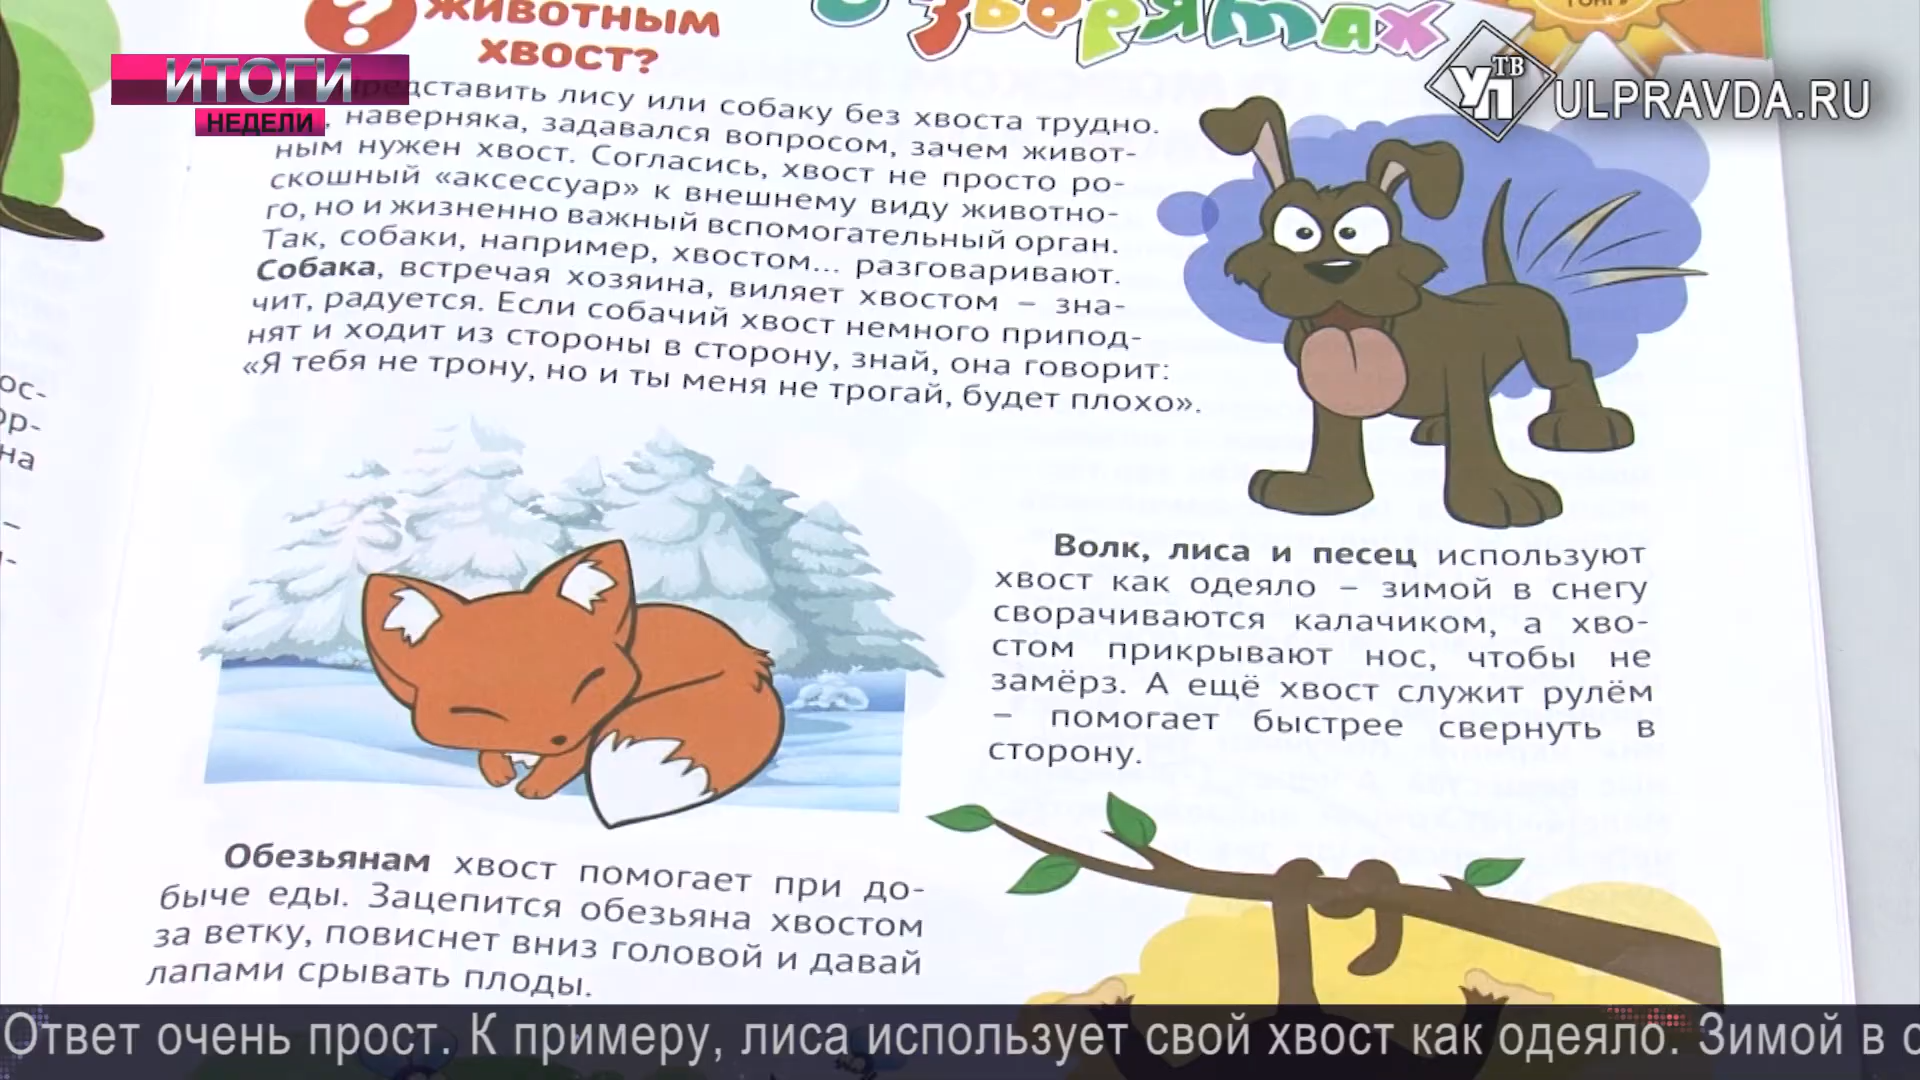 ЖИВОТНЫМ
ХВОСТ?
О зверятах
ИТОГИ
НЕДЕЛИ
УП ТВ
ULPRAVDA.RU
представить лису или собаку без хвоста трудно.
, наверняка, задавался вопросом, зачем живот-
ным нужен хвост. Согласись, хвост не просто ро-
скошный «аксессуар» к внешнему виду животно-
го, но и жизненно важный вспомогательный орган.
Так, собаки, например, хвостом... разговаривают.
Собака, встречая хозяина, виляет хвостом – зна-
чит, радуется. Если собачий хвост немного припод-
нят и ходит из стороны в сторону, знай, она говорит:
«Я тебя не трону, но и ты меня не трогай, будет плохо».
Волк, лиса и песец используют
хвост как одеяло – зимой в снегу
сворачиваются калачиком, а хво-
стом прикрывают нос, чтобы не
замёрз. А ещё хвост служит рулём
– помогает быстрее свернуть в
сторону.
Обезьянам хвост помогает при до-
быче еды. Зацепится обезьяна хвостом
за ветку, повиснет вниз головой и давай
лапами срывать плоды.
Ответ очень прост. К примеру, лиса использует свой хвост как одеяло. Зимой в с